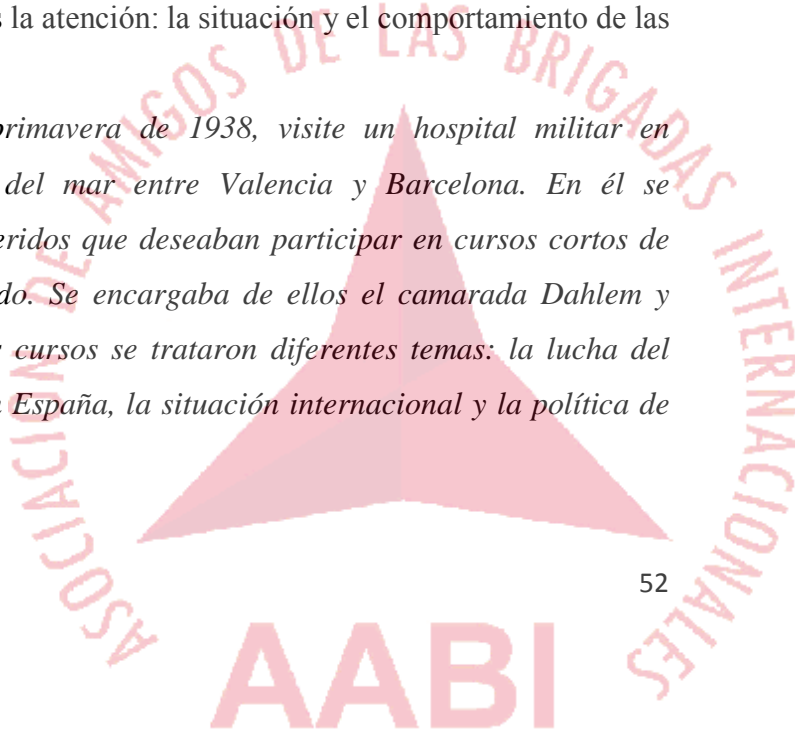 s la atención: la situación y el comportamiento de las
primavera de 1938, visite un hospital militar en
del mar entre Valencia y Barcelona. En él se
eridos que deseaban participar en cursos cortos de
do. Se encargaba de ellos el camarada Dahlem y
cursos se trataron diferentes temas: la lucha del
España, la situación internacional y la política de
52
ASOCIACION DE AMIGOS DE LAS BRIGADAS INTERNACIONALES
AABI